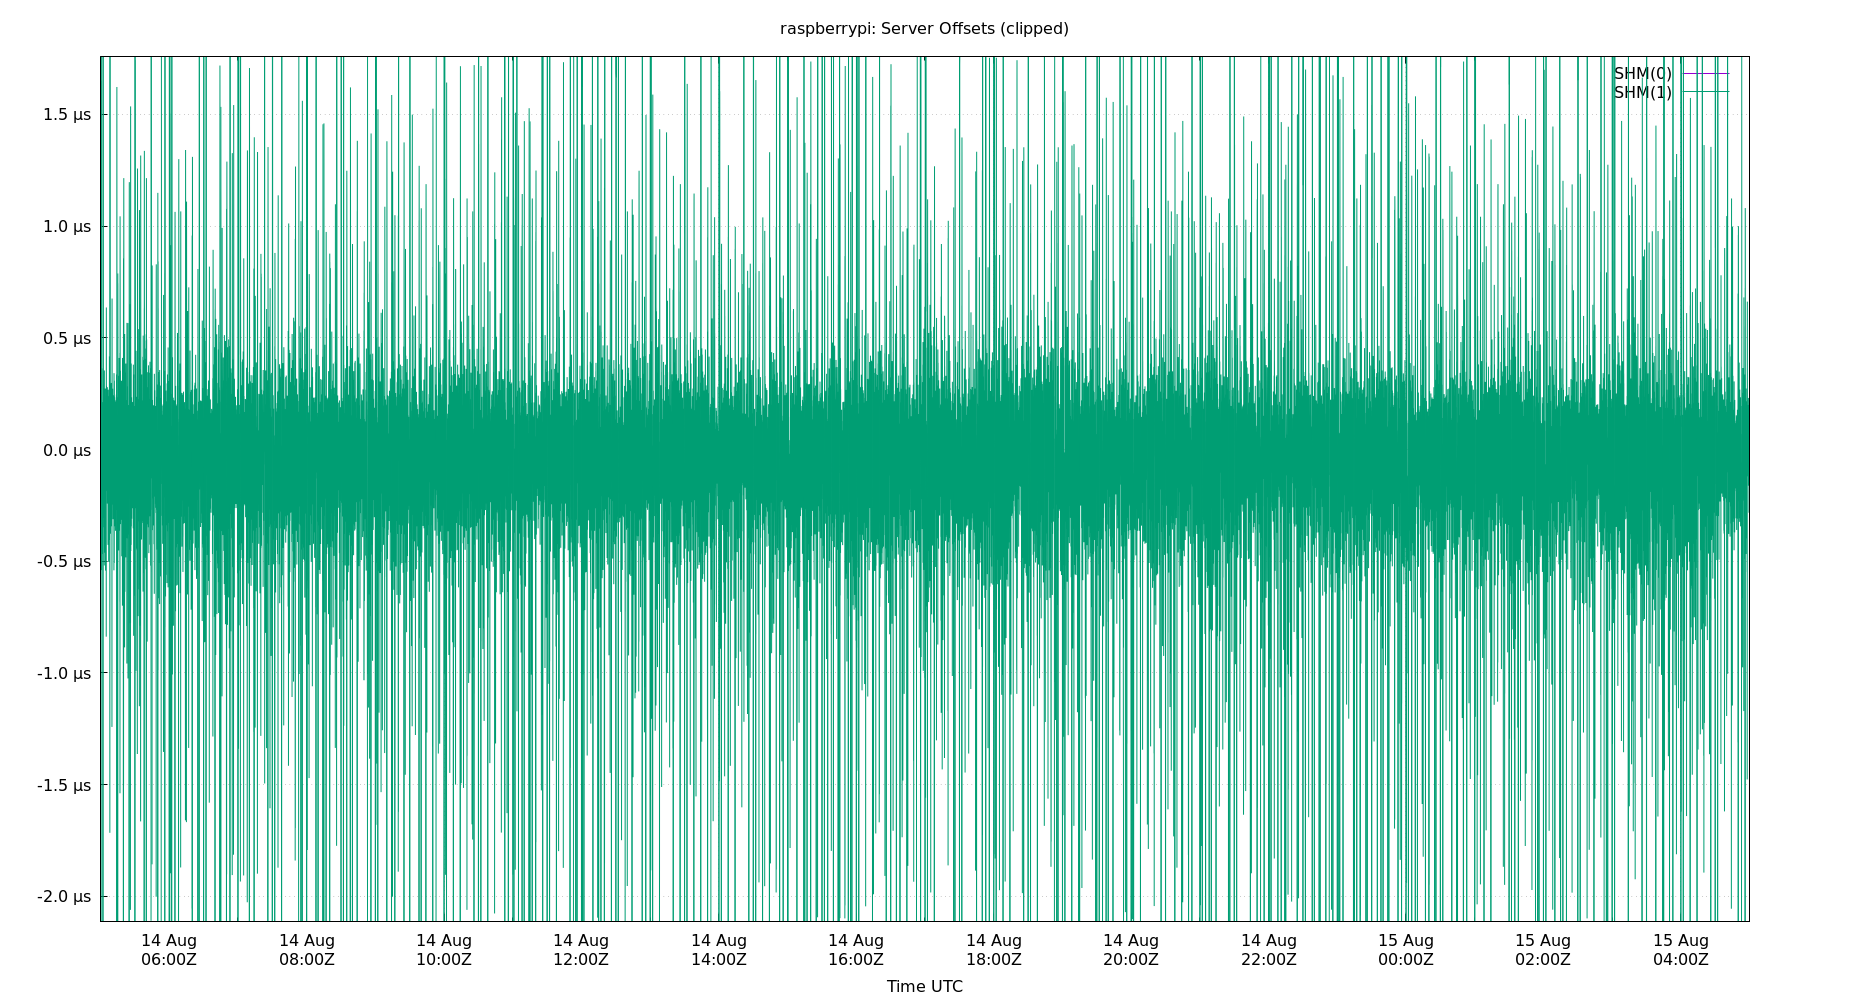 raspberrypi: Server Offsets (clipped)
SHM(0)
SHM(1)
1.5 µs
1.0 µs
0.5 µs
0.0 µs
-0.5 µs
-1.0 µs
-1.5 µs
-2.0 µs
14 Aug 14 Aug 14 Aug 14 Aug 14 Aug 14 Aug 14 Aug 14 Aug 14 Aug 15 Aug 15 Aug 15 Aug
06:00Z 08:00Z 10:00Z 12:00Z 14:00Z 16:00Z 18:00Z 20:00Z 22:00Z 00:00Z 02:00Z 04:00Z
Time UTC